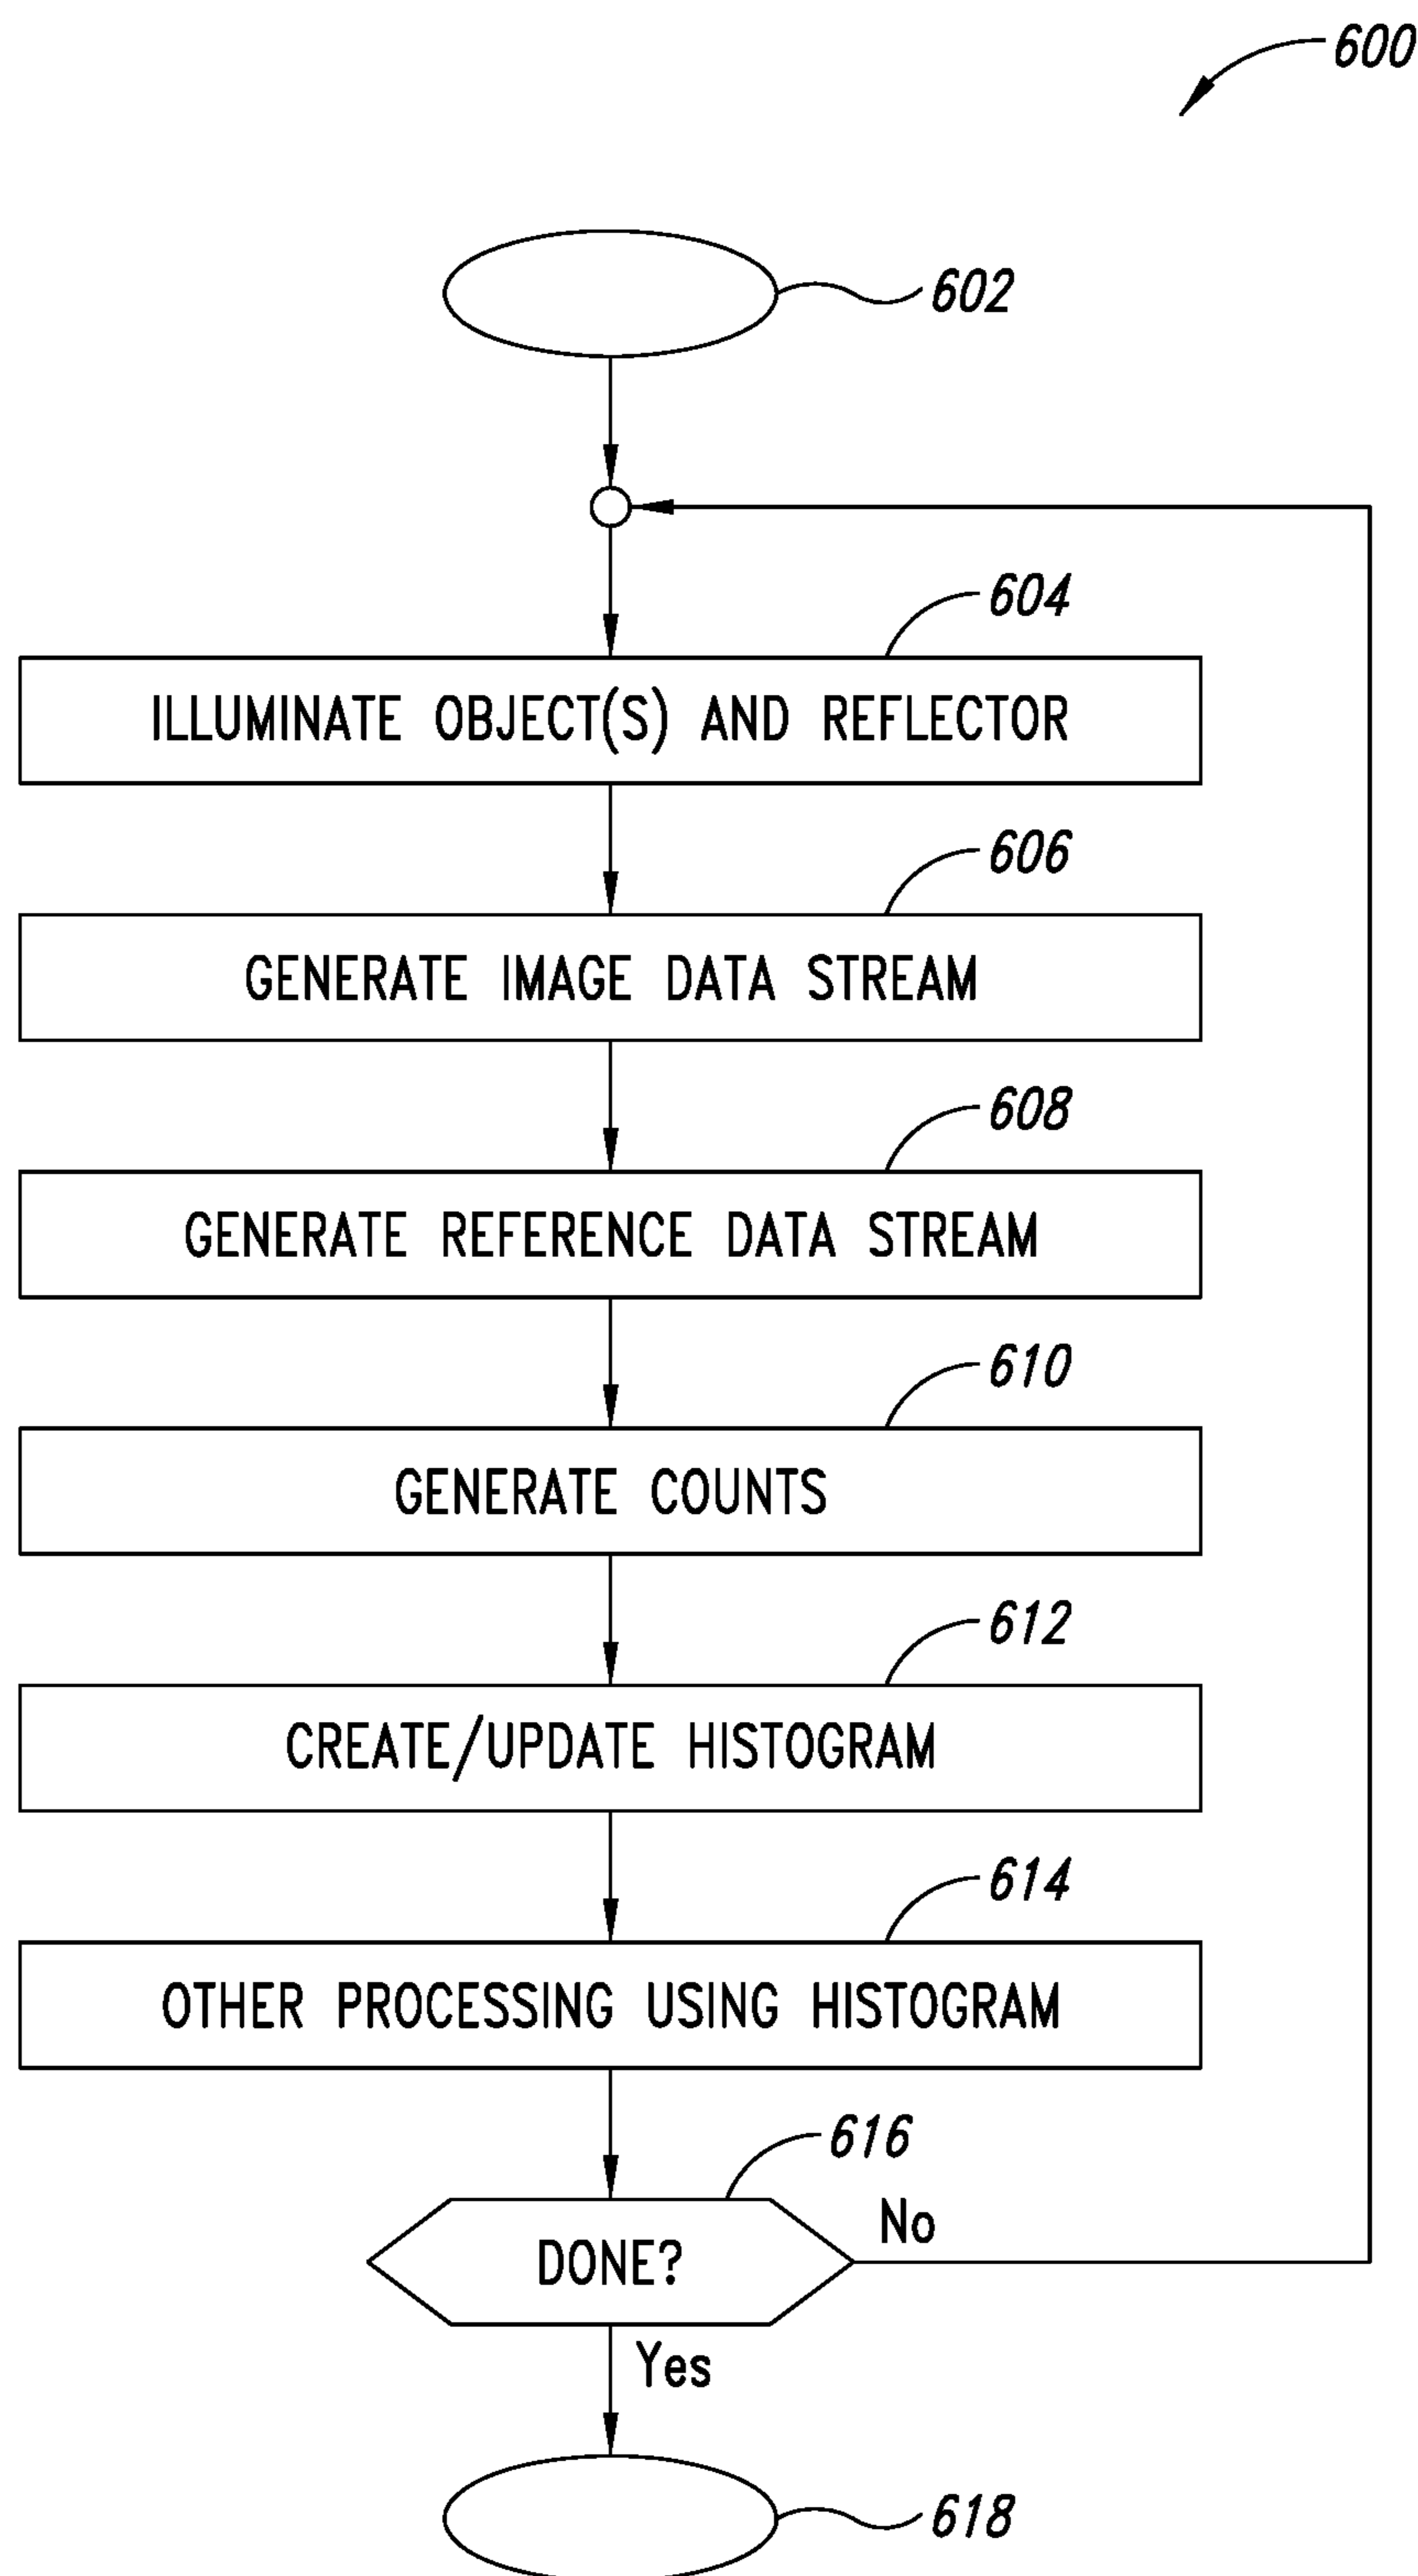 600
602
604
ILLUMINATE OBJECT(S) AND REFLECTOR
606
GENERATE IMAGE DATA STREAM
608
GENERATE REFERENCE DATA STREAM
610
GENERATE COUNTS
612
CREATE/UPDATE HISTOGRAM
614
OTHER PROCESSING USING HISTOGRAM
616
DONE?
No
Yes
618